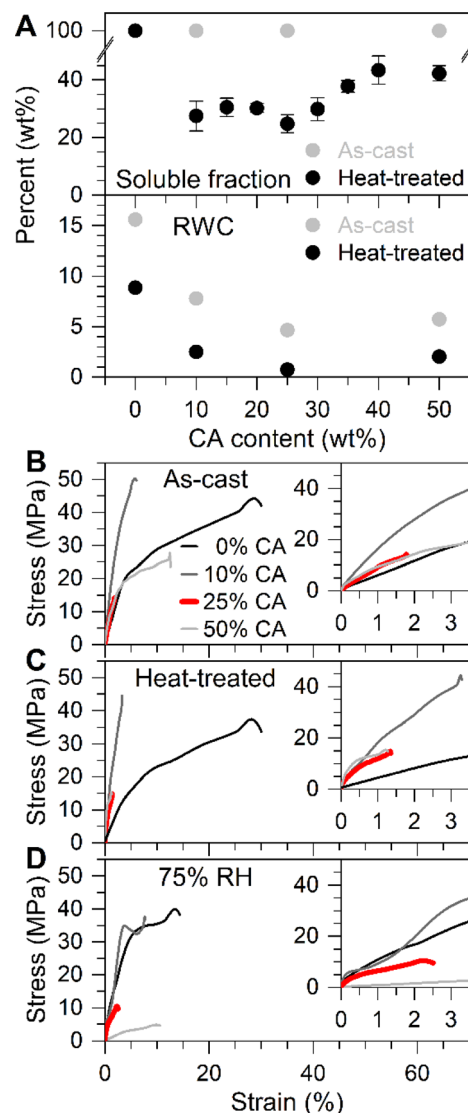 A
100
40
20
0
Percent (wt%)
As-cast
Soluble fraction
Heat-treated
15
10
5
0
RWC
As-cast
Heat-treated
0 10 20 30 40 50
CA content (wt%)
B
50
40
30
20
10
0
Stress (MPa)
As-cast
0% CA
10% CA
25% CA
50% CA
40
20
0
0 1 2 3
C
50
40
30
20
10
0
Stress (MPa)
Heat-treated
40
20
0
0 1 2 3
D
50
40
30
20
10
0
Stress (MPa)
75% RH
40
20
0
0 1 2 3
0 20 40 60
Strain (%)